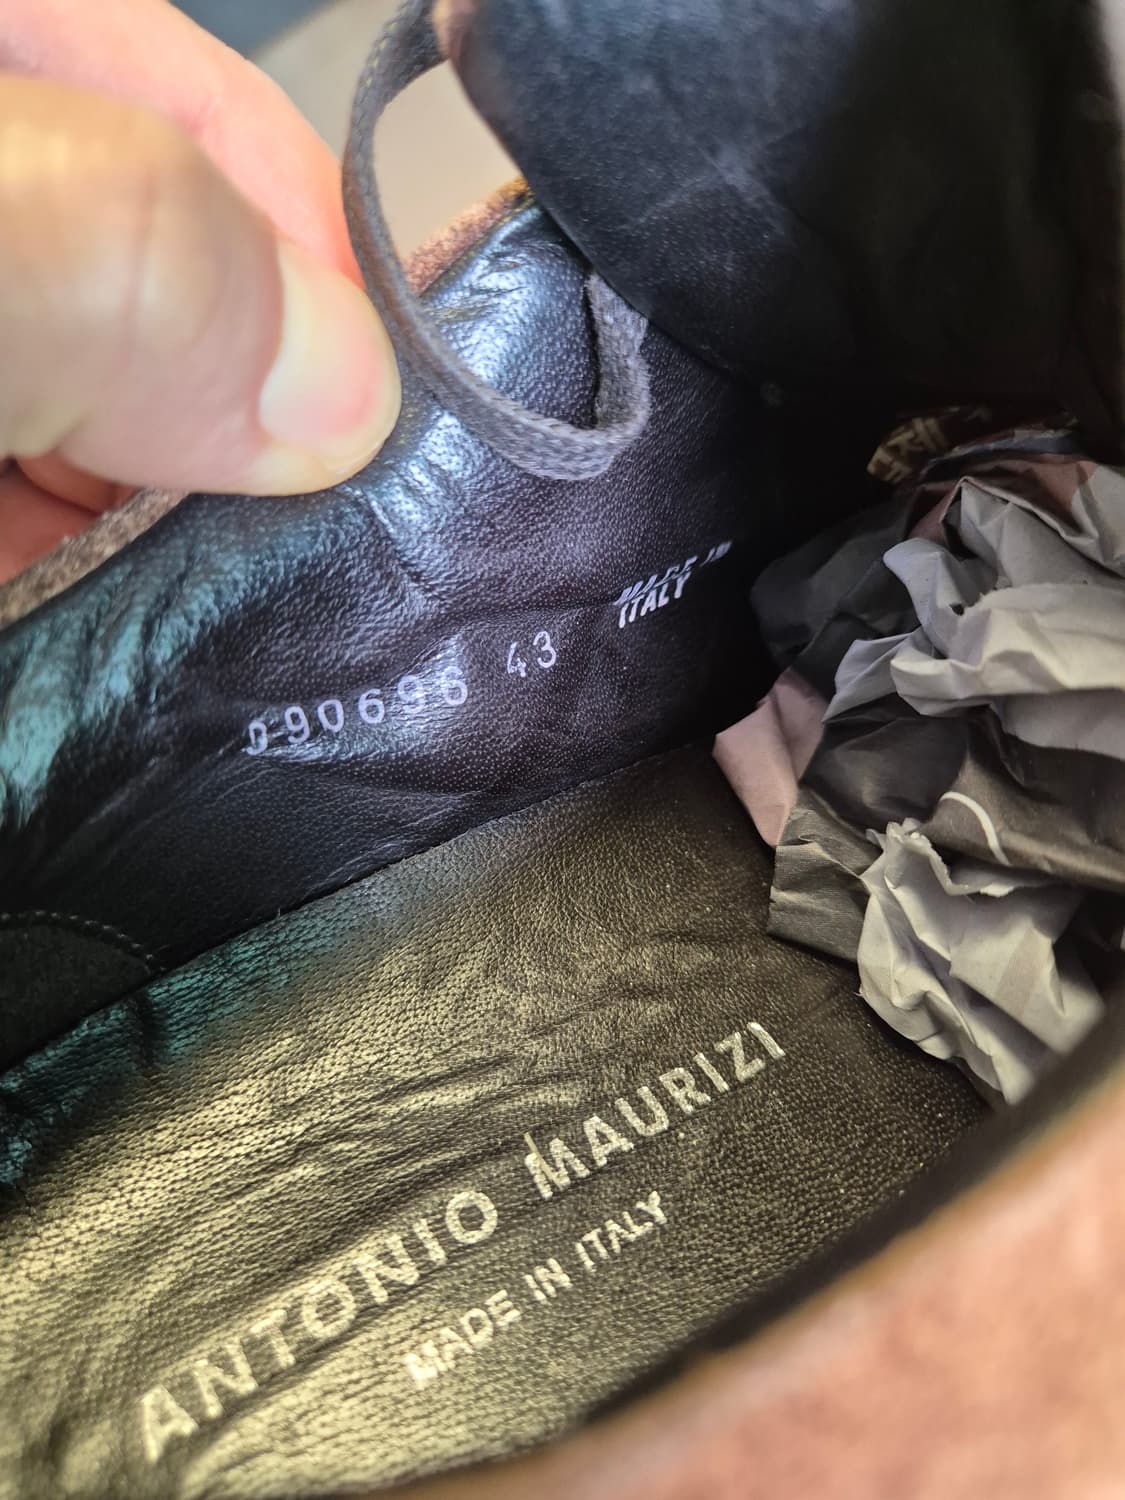 MADE IN
ITALY
0-90696 43
ANTONIO MAURIZI
MADE IN ITALY